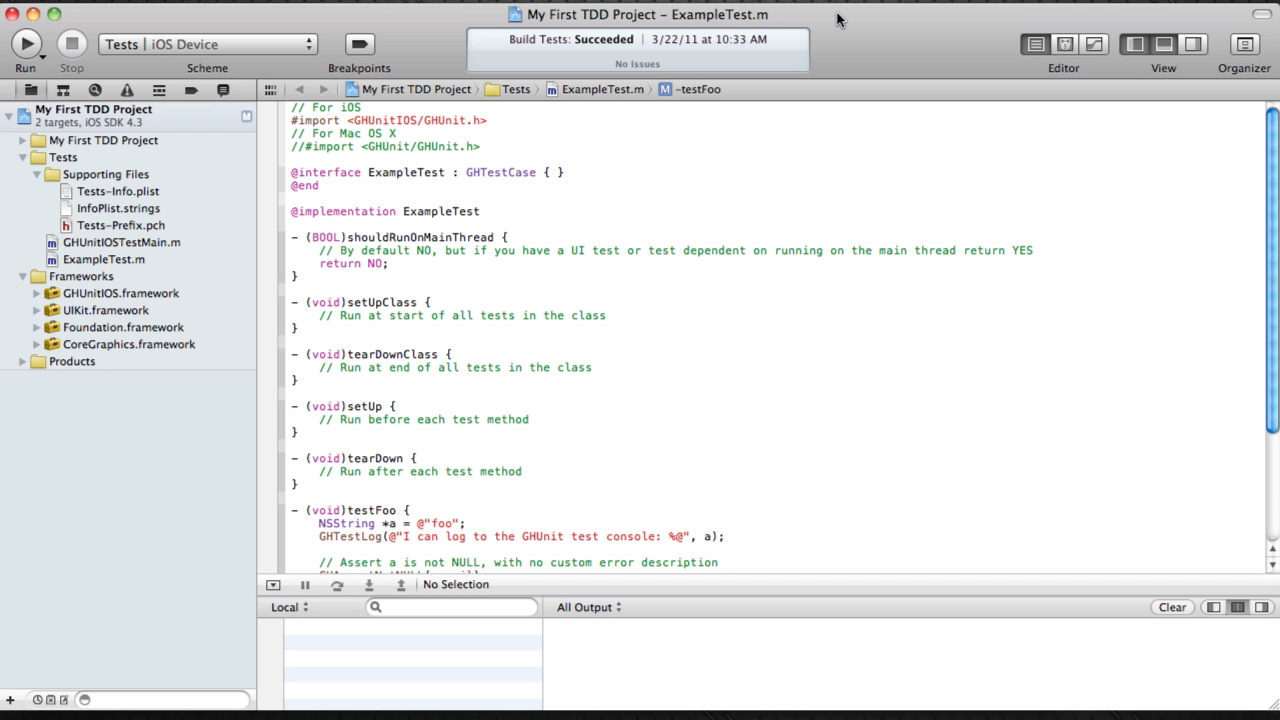 My First TDD Project – ExampleTest.m
Tests | iOS Device
Build Tests: Succeeded | 3/22/11 at 10:33 AM
No Issues
Run Stop Scheme Breakpoints Editor View Organizer
My First TDD Project
2 targets, iOS SDK 4.3
M
My First TDD Project
Tests
Supporting Files
Tests-Info.plist
InfoPlist.strings
h Tests-Prefix.pch
m GHUnitIOSTestMain.m
m ExampleTest.m
Frameworks
GHUnitIOS.framework
UIKit.framework
Foundation.framework
CoreGraphics.framework
Products
My First TDD Project Tests m ExampleTest.m M -testFoo
// For iOS
#import <GHUnitIOS/GHUnit.h>
// For Mac OS X
//#import <GHUnit/GHUnit.h>
@interface ExampleTest : GHTestCase { }
@end
@implementation ExampleTest
- (BOOL)shouldRunOnMainThread {
// By default NO, but if you have a UI test or test dependent on running on the main thread return YES
return NO;
}
- (void)setUpClass {
// Run at start of all tests in the class
}
- (void)tearDownClass {
// Run at end of all tests in the class
}
- (void)setUp {
// Run before each test method
}
- (void)tearDown {
// Run after each test method
}
- (void)testFoo {
NSString *a = @"foo";
GHTestLog(@"I can log to the GHUnit test console: %@", a);
// Assert a is not NULL, with no custom error description
No Selection
Local
All Output
Clear